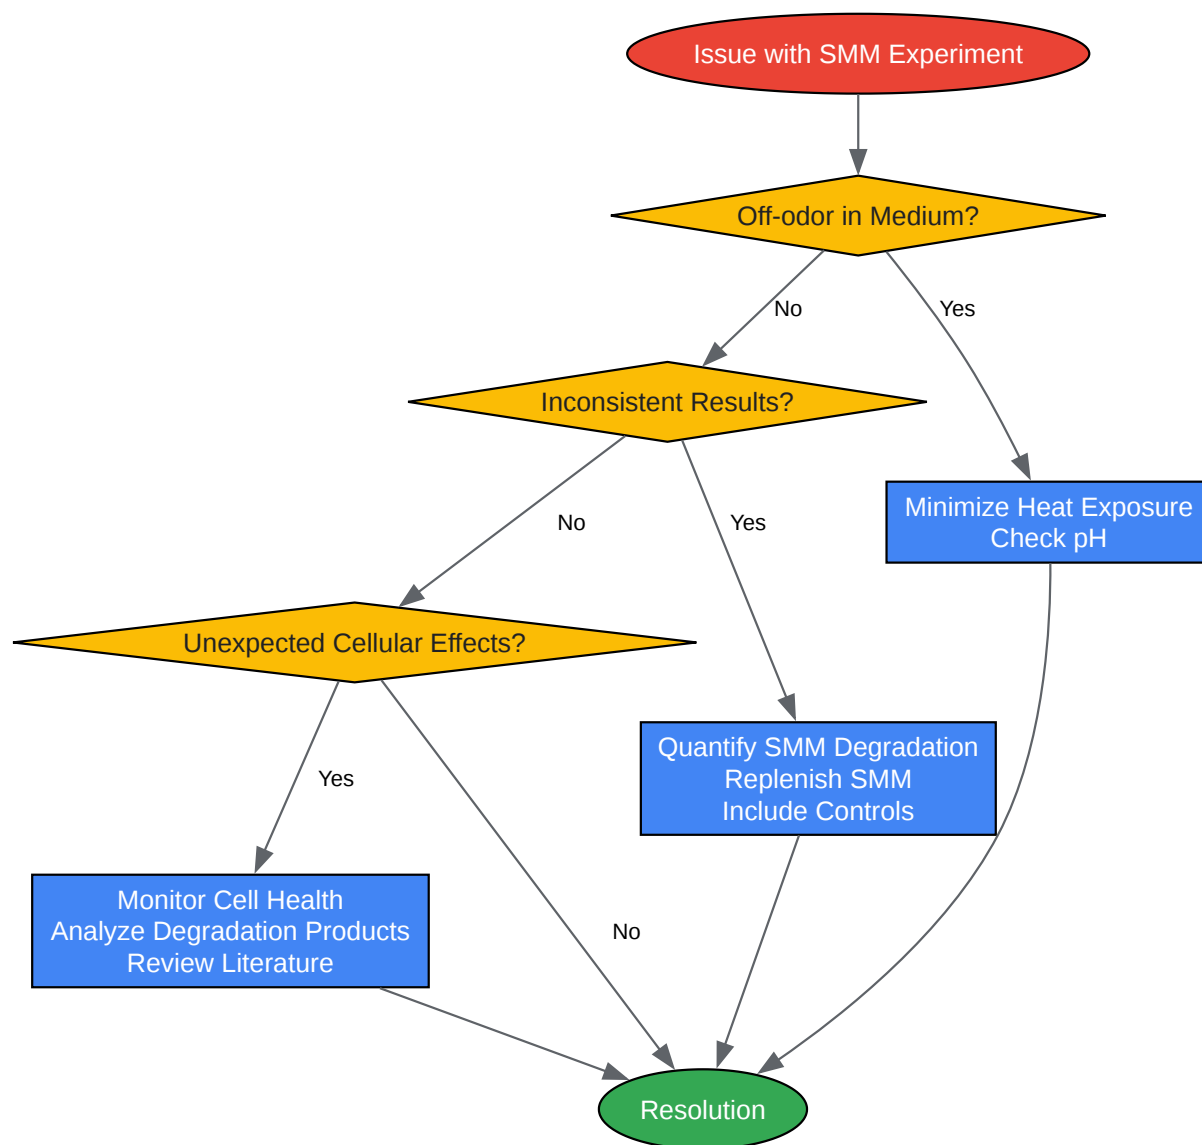 Issue with SMM Experiment
Off-odor in Medium?
No
Yes
Inconsistent Results?
Minimize Heat Exposure
Check pH
No
Yes
Unexpected Cellular Effects?
Quantify SMM Degradation
Replenish SMM
Include Controls
Yes
Monitor Cell Health
Analyze Degradation Products
Review Literature
No
Resolution